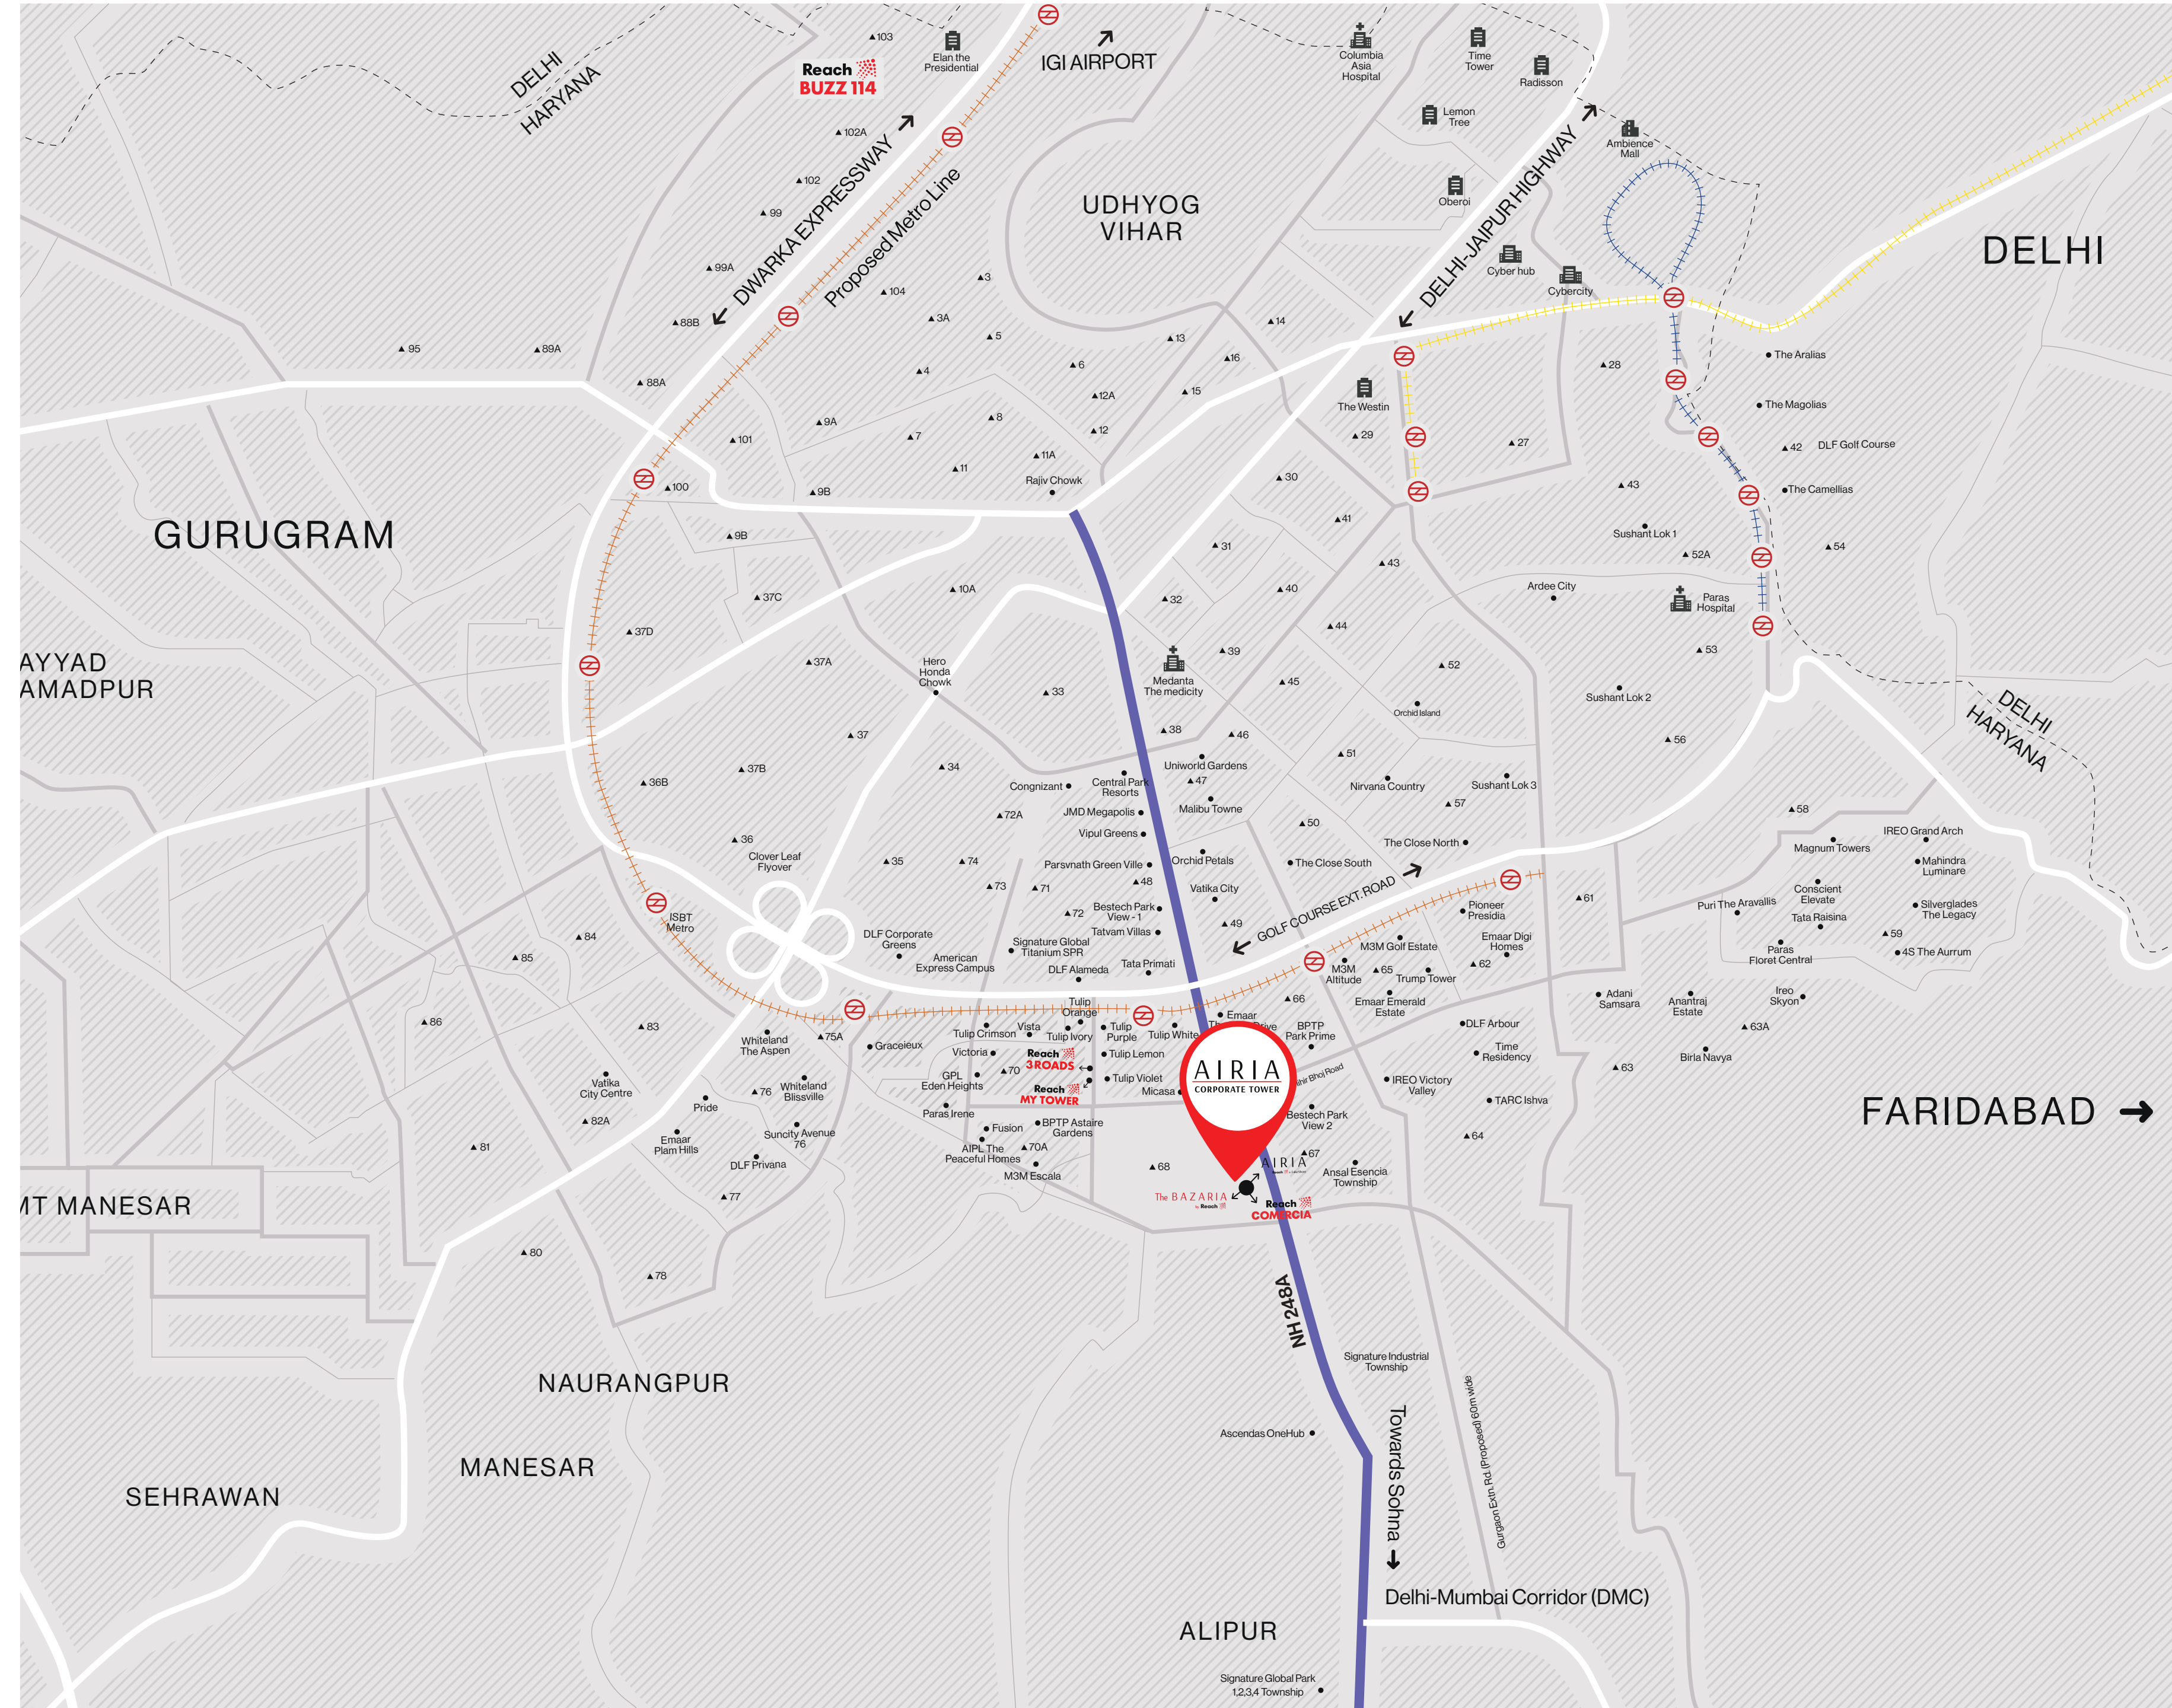 103
Elan the
Presidential
IGI AIRPORT
Columbia
Asia
Hospital
Time
Tower
Radisson
DELHI
HARYANA
Reach
BUZZ 114
Lemon
Tree
Ambience
Mall
102A
102
99
99A
88B
DWARKA EXPRESSWAY
Proposed Metro Line
UDHYOG
VIHAR
Oberoi
DELHI-JAIPUR HIGHWAY
Cyber hub
Cybercity
DELHI
3
104
3A
5
13
14
16
6
4
15
12A
12
8
7
9A
11
11A
95
89A
88A
101
100
9B
9B
Rajiv Chowk
The Westin
29
27
28
30
The Aralias
The Magolias
42
DLF Golf Course
The Camellias
43
Sushant Lok 1
52A
54
GURUGRAM
41
31
43
40
32
10A
37C
37D
37A
Ardee City
Paras
Hospital
44
39
52
53
45
Sushant Lok 2
AYYAD
AMADPUR
Hero
Honda
Chowk
33
Medanta
The medicity
Orchid Island
DELHI
HARYANA
37
38
46
51
56
34
37B
36B
36
Uniworld Gardens
47
Malibu Towne
Congnizant
Central Park
Resorts
JMD Megapolis
Vipul Greens
72A
Nirvana Country
Sushant Lok 3
57
58
50
The Close North
The Close South
Clover Leaf
Flyover
35
74
73
71
72
Parsvnath Green Ville
Orchid Petals
48
Vatika City
49
GOLF COURSE EXT. ROAD
IREO Grand Arch
Magnum Towers
Mahindra
Luminare
Conscient
Elevate
Silverglades
The Legacy
Puri The Aravallis
Tata Raisina
59
Paras
Floret Central
4S The Aurrum
61
ISBT
Metro
84
85
86
83
DLF Corporate
Greens
American
Express Campus
Signature Global
Titanium SPR
Bestech Park
View - 1
Tatvam Villas
DLF Alameda
Tata Primati
Pioneer
Presidia
M3M Golf Estate
Emaar Digi
Homes
M3M
Altitude
65
Trump Tower
62
Emaar Emerald
Estate
66
Adani
Samsara
Anantraj
Estate
Ireo
Skyon
63A
Birla Navya
63
DLF Arbour
Time
Residency
IREO Victory
Valley
TARC Ishva
64
Tulip
Orange
Tulip Crimson
Vista
Tulip Ivory
Tulip
Purple
Tulip White
Emaar
BPTP
Park Prime
Whiteland
The Aspen
75A
Graceieux
Victoria
Reach
3ROADS
Tulip Lemon
GPL
Eden Heights
70
Tulip Violet
Reach
MY TOWER
Micasa
AIRIA
CORPORATE TOWER
Bhoj Road
Vatika
City Centre
82A
Pride
76
Whiteland
Blissville
Suncity Avenue
76
Emaar
Plam Hills
DLF Privana
77
78
80
81
Paras Irene
Fusion
BPTP Astaire
Gardens
AIPL The
Peaceful Homes
70A
M3M Escala
68
Bestech Park
View 2
67
AIRIA
Ansal Esencia
Township
The BAZARIA
by Reach
Reach
COMERCIA
FARIDABAD
MT MANESAR
NH 248A
NAURANGPUR
MANESAR
SEHRAWAN
Signature Industrial
Township
Ascendas OneHub
Towards Sohna
Gurgaon Extn. Rd. (Proposed) 60m wide
Delhi-Mumbai Corridor (DMC)
ALIPUR
Signature Global Park
1,2,3,4 Township